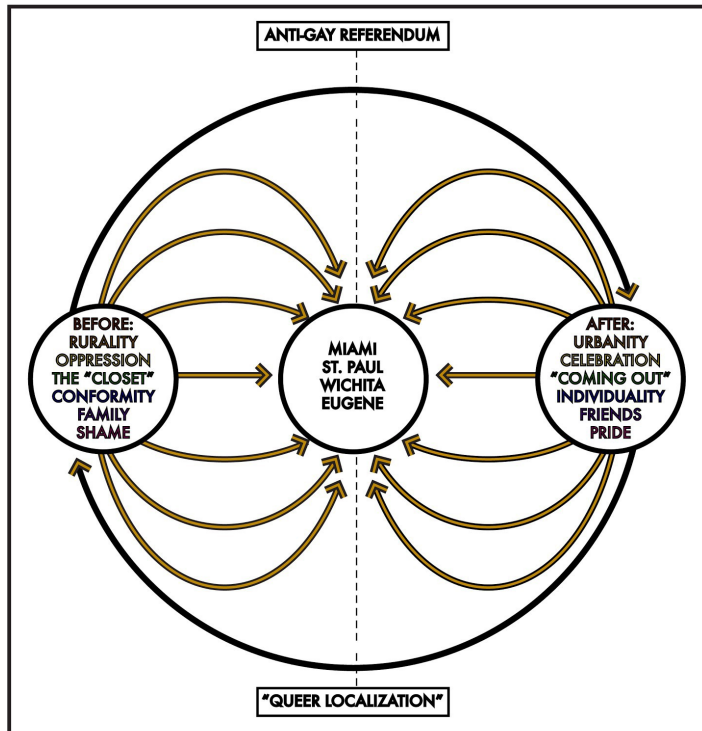 ANTI-GAY REFERENDUM
BEFORE:
RURALITY
OPPRESSION
THE "CLOSET"
CONFORMITY
FAMILY
SHAME
MIAMI
ST. PAUL
WICHITA
EUGENE
AFTER:
URBANITY
CELEBRATION
"COMING OUT"
INDIVIDUALITY
FRIENDS
PRIDE
"QUEER LOCALIZATION"